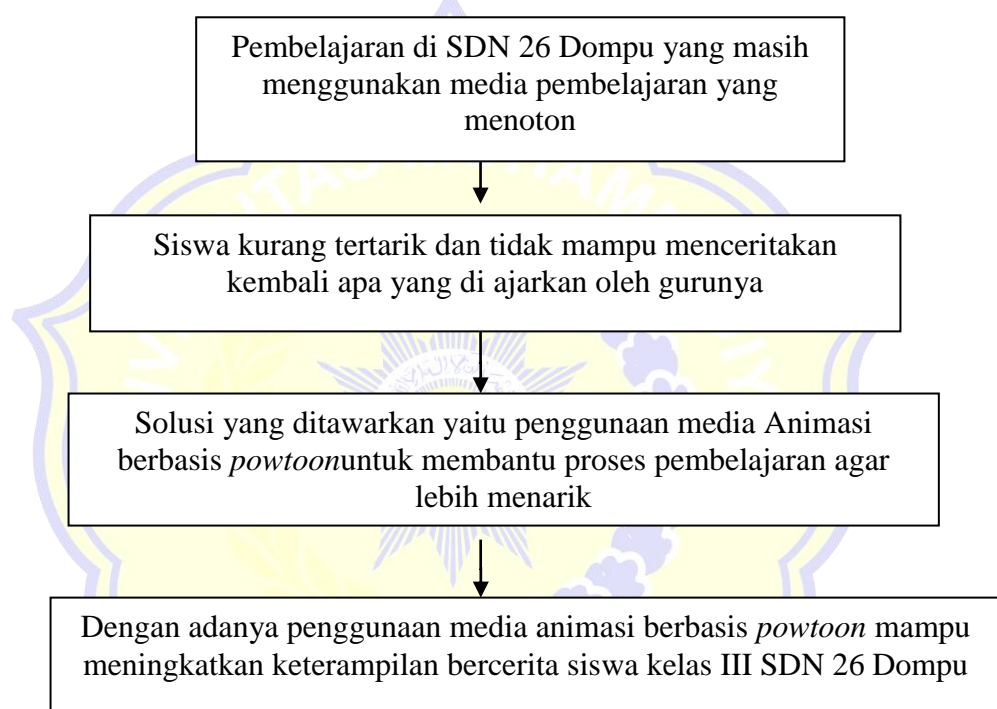 Pembelajaran di SDN 26 Dompu yang masih
menggunakan media pembelajaran yang
menoton
Siswa kurang tertarik dan tidak mampu menceritakan
kembali apa yang di ajarkan oleh gurunya
Solusi yang ditawarkan yaitu penggunaan media Animasi
berbasis powtoonuntuk membantu proses pembelajaran agar
lebih menarik
Dengan adanya penggunaan media animasi berbasis powtoon mampu
meningkatkan keterampilan bercerita siswa kelas III SDN 26 Dompu